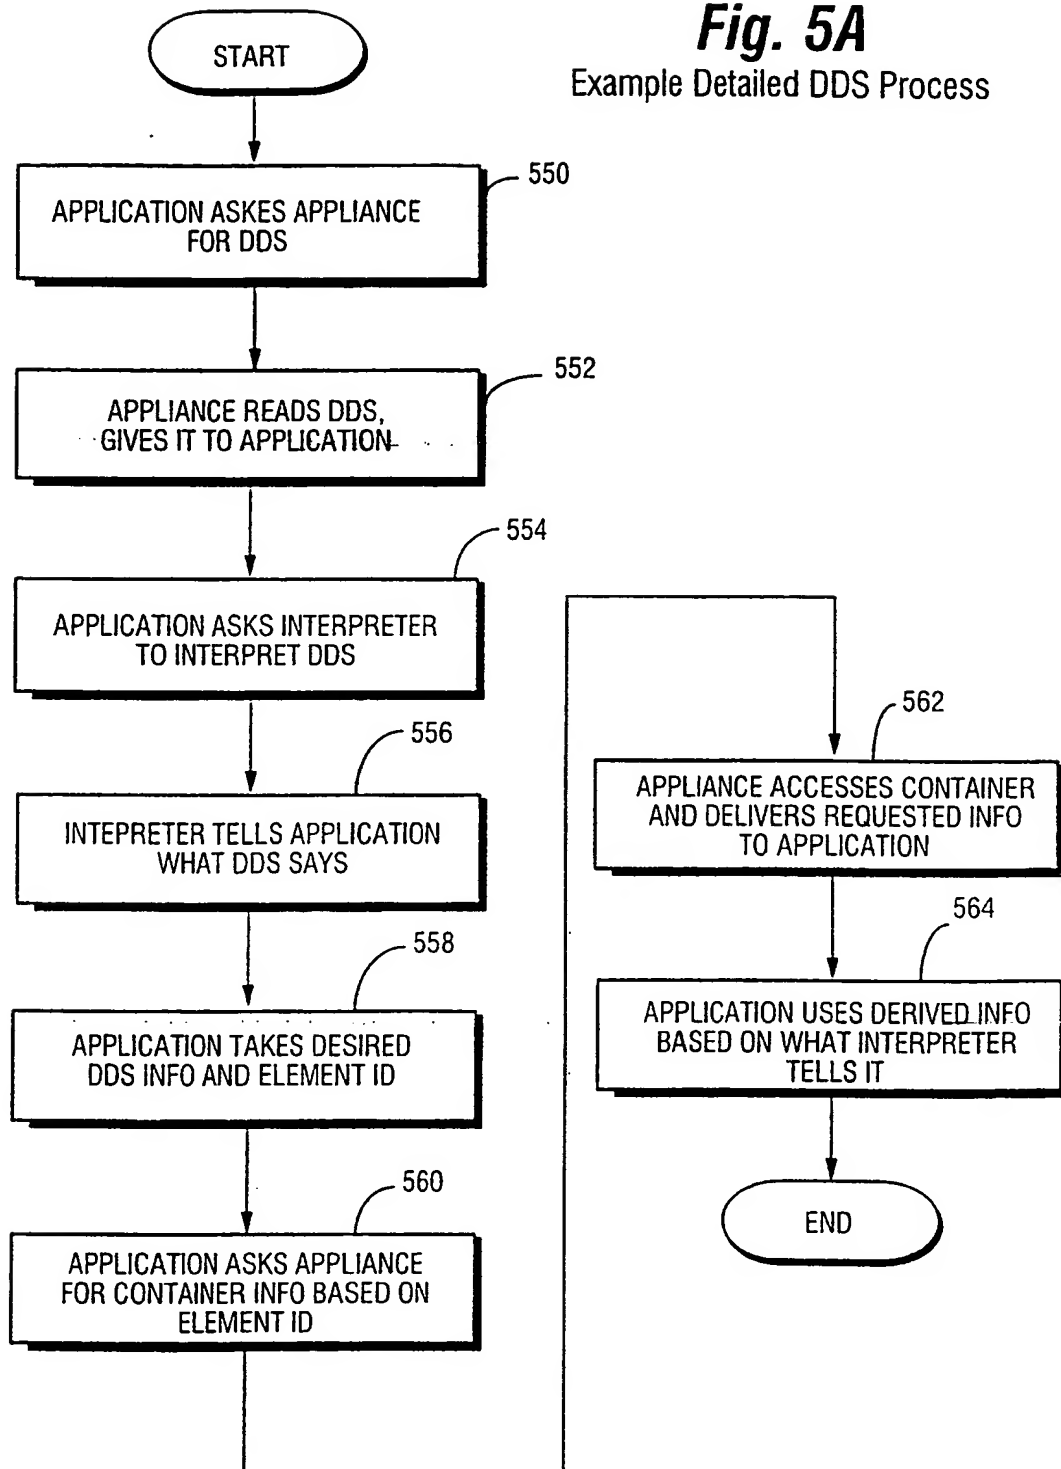 Fig. 5A
Example Detailed DDS Process
START
550
APPLICATION ASKES APPLIANCE
FOR DDS
552
APPLIANCE READS DDS,
GIVES IT TO APPLICATION
554
APPLICATION ASKS INTERPRETER
TO INTERPRET DDS
556
INTEPRETER TELLS APPLICATION
WHAT DDS SAYS
558
APPLICATION TAKES DESIRED
DDS INFO AND ELEMENT ID
560
APPLICATION ASKS APPLIANCE
FOR CONTAINER INFO BASED ON
ELEMENT ID
562
APPLIANCE ACCESSES CONTAINER
AND DELIVERS REQUESTED INFO
TO APPLICATION
564
APPLICATION USES DERIVED INFO
BASED ON WHAT INTERPRETER
TELLS IT
END